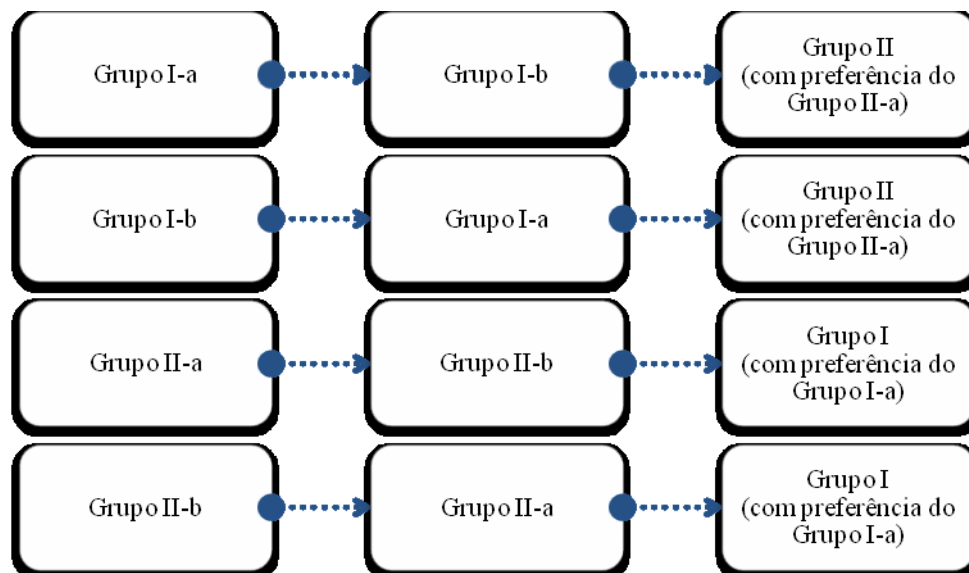 Grupo I-a
Grupo I-b
Grupo II
(com preferência do
Grupo II-a)
Grupo I-b
Grupo I-a
Grupo II
(com preferência do
Grupo II-a)
Grupo II-a
Grupo II-b
Grupo I
(com preferência do
Grupo I-a)
Grupo II-b
Grupo II-a
Grupo I
(com preferência do
Grupo I-a)